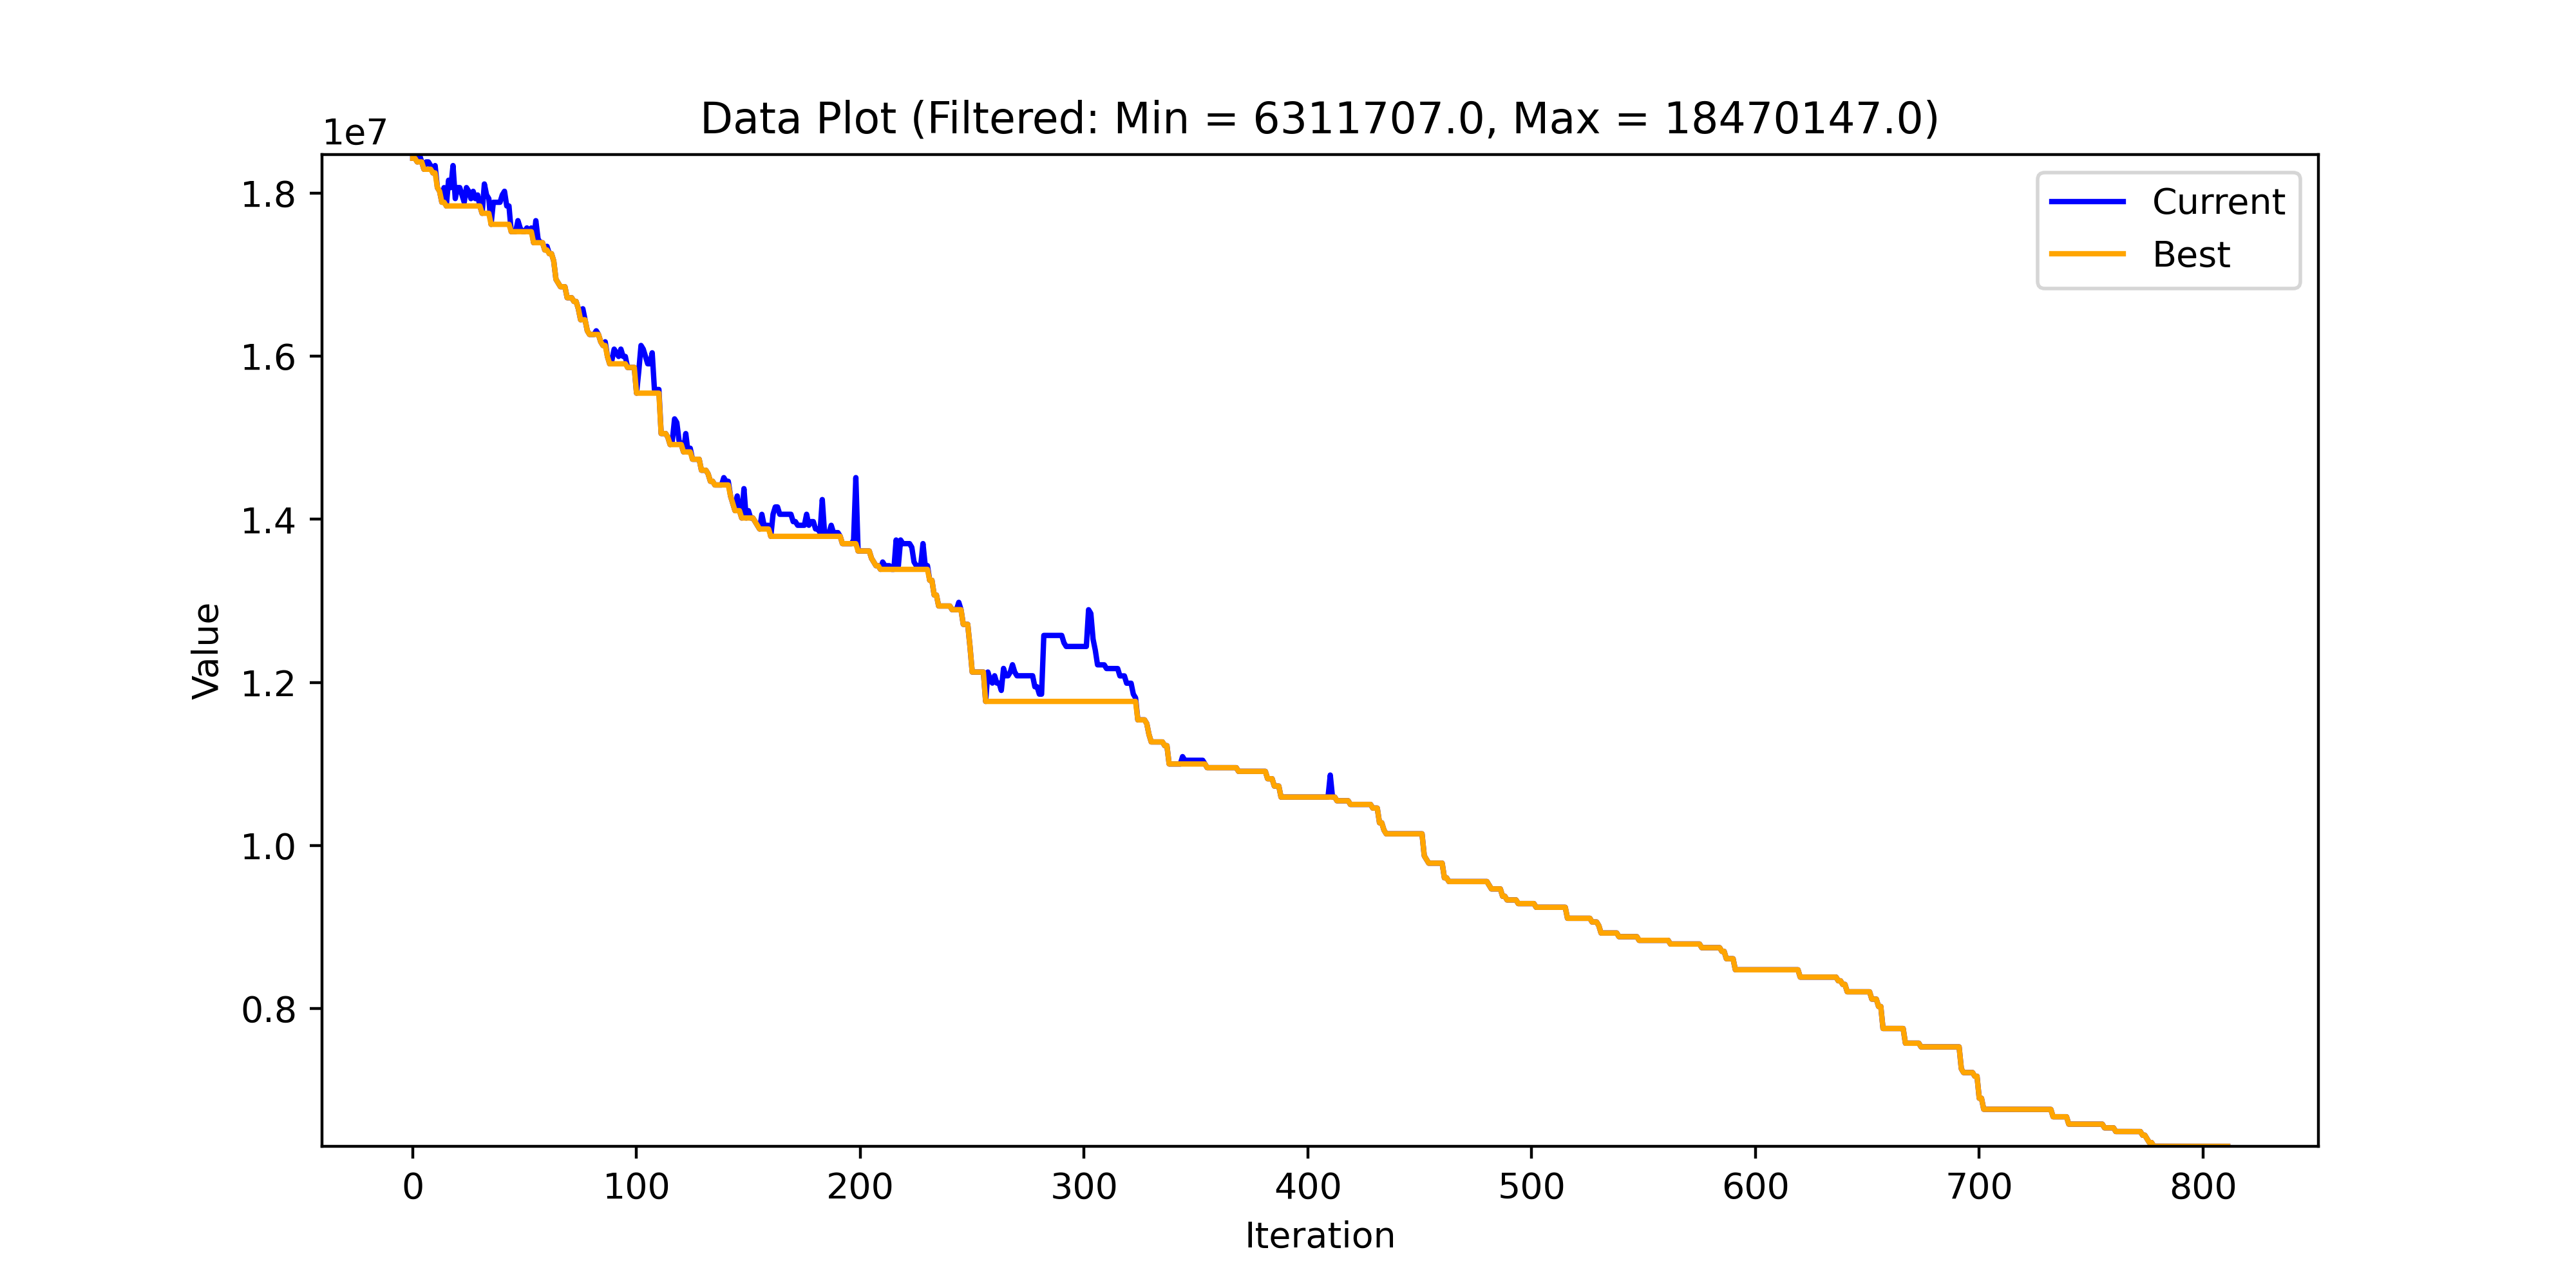 Data Plot (Filtered: Min = 6311707.0, Max = 18470147.0)
1e7
Current
Best
1.8
1.6
1.4
1.2
1.0
0.8
Value
0 100 200 300 400 500 600 700 800
Iteration